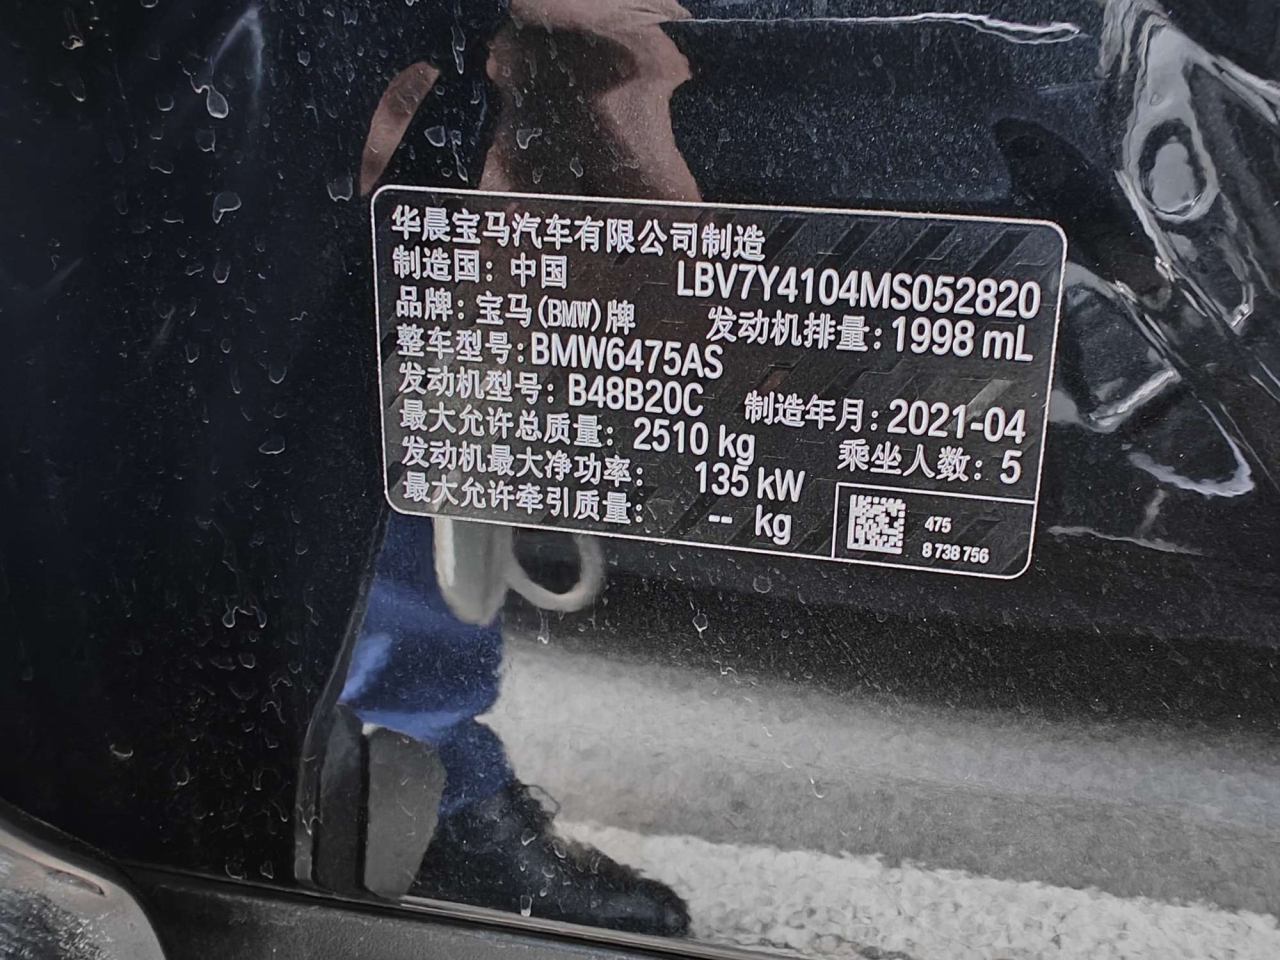 华晨宝马汽车有限公司制造
制造国：中国 LBV7Y4104MS052820
品牌：宝马(BMW)牌 发动机排量：1998 mL
整车型号：BMW6475AS
发动机型号：B48B20C 制造年月：2021-04
最大允许总质量：2510 kg 乘坐人数：5
发动机最大净功率：135 kW
最大允许牵引质量：-- kg
475
8 738 756